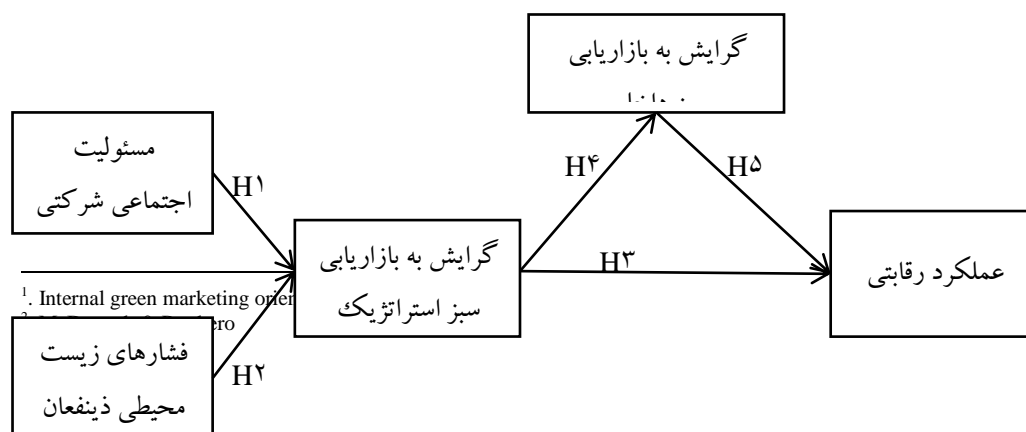 گرایش به بازاریابی
مسئولیت
اجتماعی شرکتی
H۱
H۴
H۵
گرایش به بازاریابی
سبز استراتژیک
H۳
عملکرد رقابتی
1. Internal green marketing orien
ero
فشارهای زیست
محیطی ذینفعان
H۲